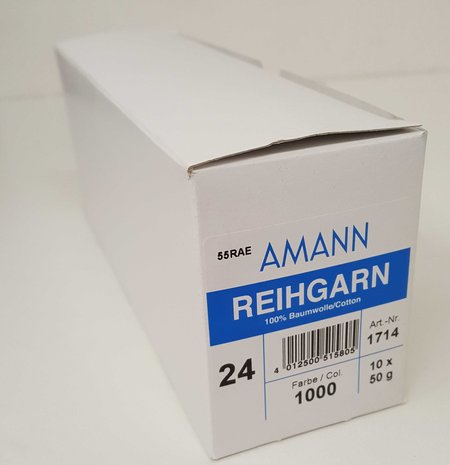 55RAE
AMANN
REIHGARN
100% Baumwolle/Cotton
24
4 012500 515805
Art.-Nr.
1714
Farbe / Col.
1000
10 x
50 g